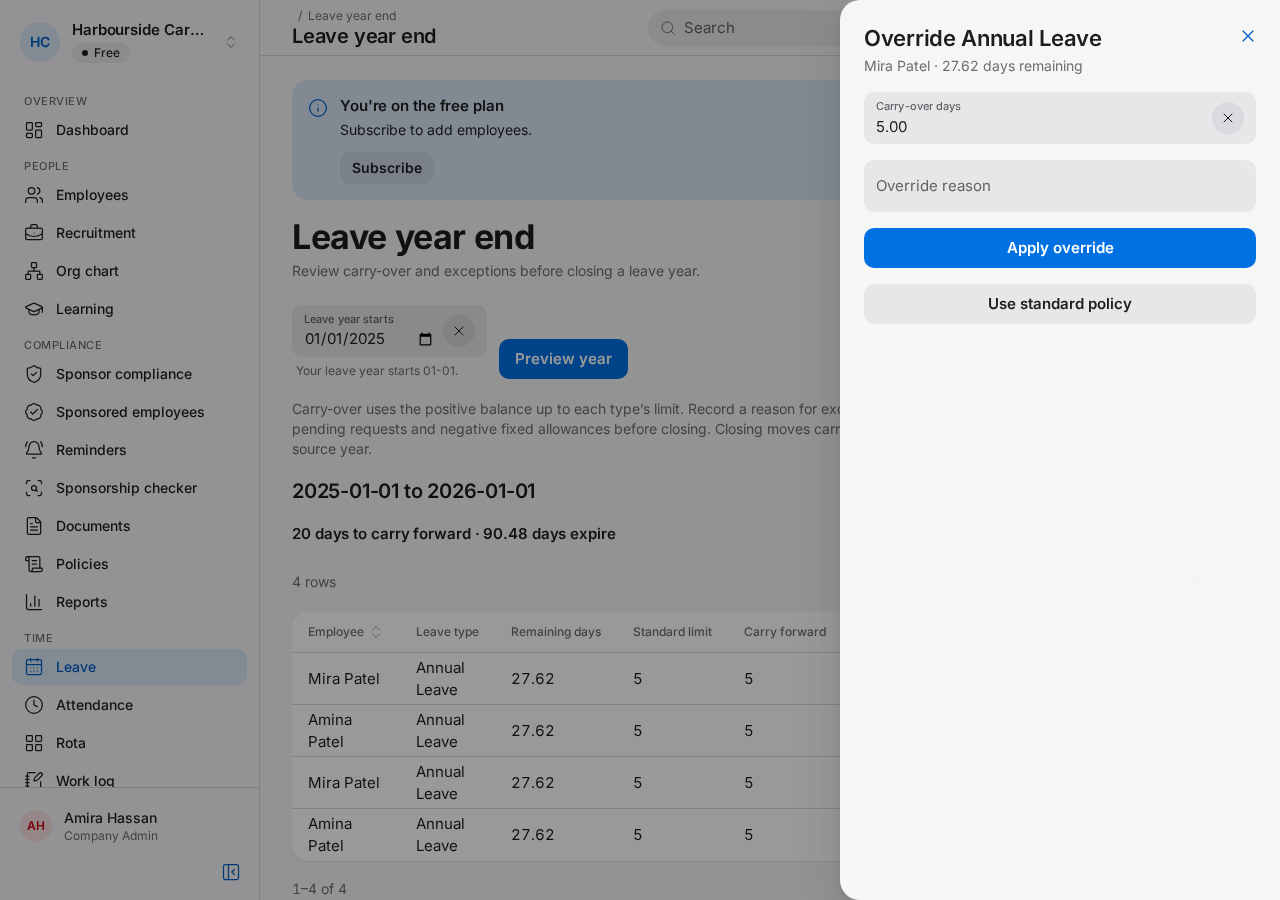 HC
Harbourside Car...
Free
OVERVIEW
Dashboard
PEOPLE
Employees
Recruitment
Org chart
Learning
COMPLIANCE
Sponsor compliance
Sponsored employees
Reminders
Sponsorship checker
Documents
Policies
Reports
TIME
Leave
Attendance
Rota
Work log
AH
Amira Hassan
Company Admin
/ Leave year end
Leave year end
Search
You're on the free plan
Subscribe to add employees.
Subscribe
Leave year end
Review carry-over and exceptions before closing a leave year.
Leave year starts
01/01/2025
Your leave year starts 01-01.
Preview year
Carry-over uses the positive balance up to each type’s limit. Record a reason for
pending requests and negative fixed allowances before closing. Closing moves
source year.
2025-01-01 to 2026-01-01
20 days to carry forward · 90.48 days expire
4 rows
Employee Leave type Remaining days Standard limit Carry forward
Mira Patel Annual Leave 27.62 5 5
Amina Patel Annual Leave 27.62 5 5
Mira Patel Annual Leave 27.62 5 5
Amina Patel Annual Leave 27.62 5 5
1–4 of 4
Override Annual Leave
Mira Patel · 27.62 days remaining
Carry-over days
5.00
Override reason
Apply override
Use standard policy